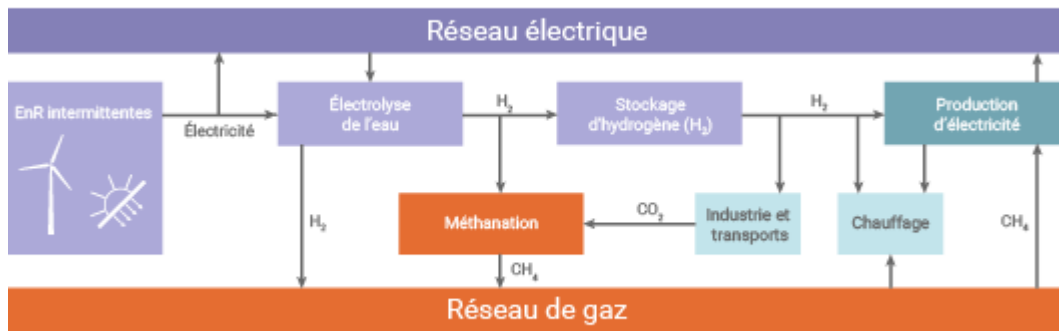 Réseau électrique
EnR intermittentes
Électricité
Électrolyse
de l'eau
H₂
Stockage
d'hydrogène (H₂)
H₂
Production
d'électricité
H₂
Méthanation
CO₂
Industrie et
transports
Chauffage
CH₄
CH₄
Réseau de gaz